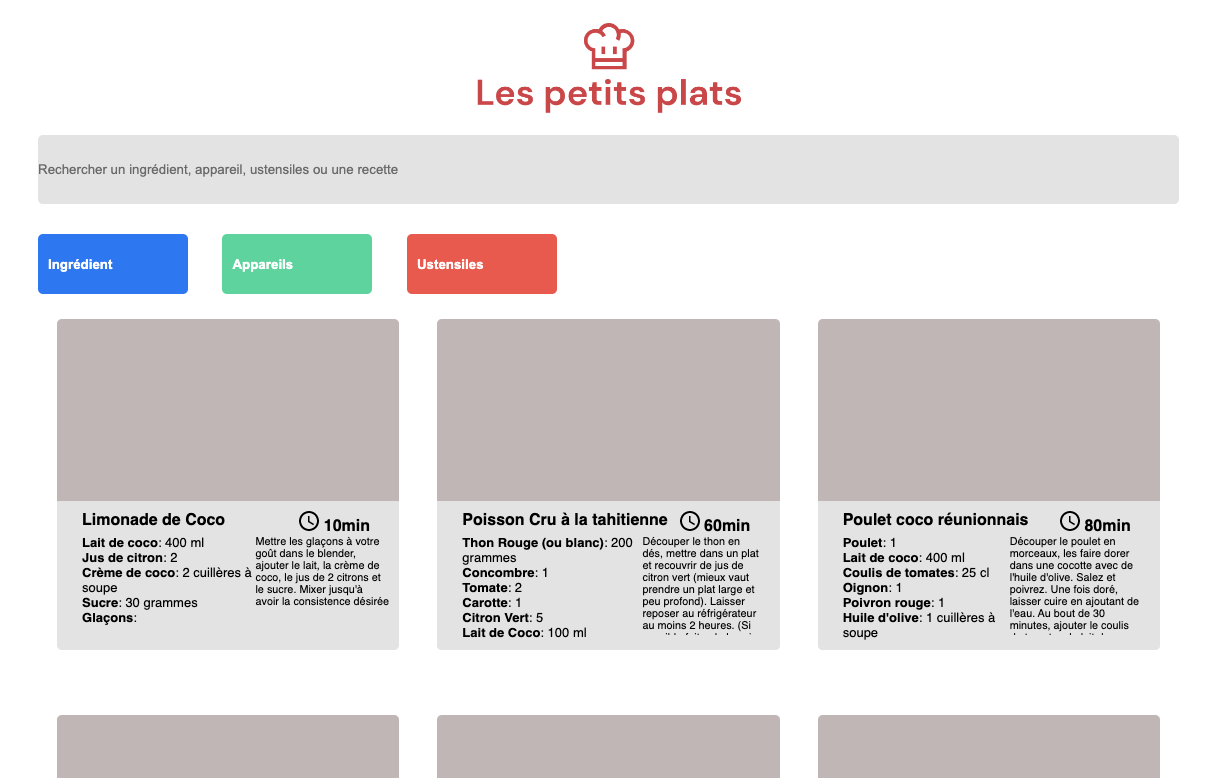 Les petits plats
Rechercher un ingrédient, appareil, ustensiles ou une recette
Ingrédient
Appareils
Ustensiles
Limonade de Coco
10min
Lait de coco: 400 ml
Jus de citron: 2
Crème de coco: 2 cuillères à
soupe
Sucre: 30 grammes
Glaçons:
Mettre les glaçons à votre
goût dans le blender,
ajouter le lait, la crème de
coco, le jus de 2 citrons et
le sucre. Mixer jusqu'à
avoir la consistence désirée
Poisson Cru à la tahitienne
60min
Thon Rouge (ou blanc): 200
grammes
Concombre: 1
Tomate: 2
Carotte: 1
Citron Vert: 5
Lait de Coco: 100 ml
Découper le thon en
dés, mettre dans un plat
et recouvrir de jus de
citron vert (mieux vaut
prendre un plat large et
peu profond). Laisser
reposer au réfrigérateur
au moins 2 heures. (Si
Poulet coco réunionnais
80min
Poulet: 1
Lait de coco: 400 ml
Coulis de tomates: 25 cl
Oignon: 1
Poivron rouge: 1
Huile d'olive: 1 cuillères à
soupe
Découper le poulet en
morceaux, les faire dorer
dans une cocotte avec de
l'huile d'olive. Salez et
poivrez. Une fois doré,
laisser cuire en ajoutant de
l'eau. Au bout de 30
minutes, ajouter le coulis